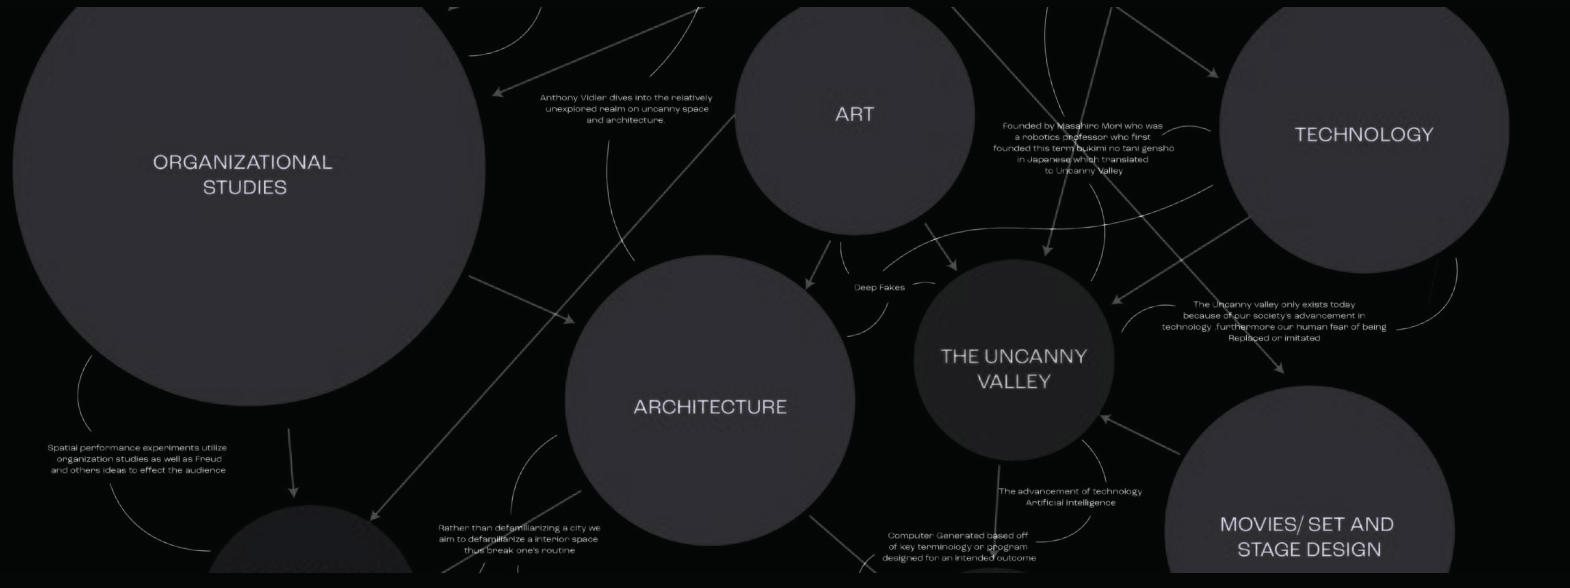 ORGANIZATIONAL
STUDIES
Anthony Vidler dives into the relatively
unexplored realm on uncanny space
and architecture.
ART
Founded by Masahiro Mori who was
a robotics professor who first
founded this term bukimi no tani genshō
in Japanese which translated
to Uncanny Valley
TECHNOLOGY
Deep Fakes
The Uncanny valley only exists today
because of our society's advancement in
technology .furthermore our human fear of being
Replaced or imitated
THE UNCANNY
VALLEY
ARCHITECTURE
Spatial performance experiments utilize
organization studies as well as Freud
and others ideas to effect the audience
The advancement of technology
Artificial Intelligence
Rather than defamiliarizing a city we
aim to defamiliarize a interior space
thus break one's routine
Computer Generated based off
of key terminology or program
designed for an intended outcome
MOVIES/ SET AND
STAGE DESIGN